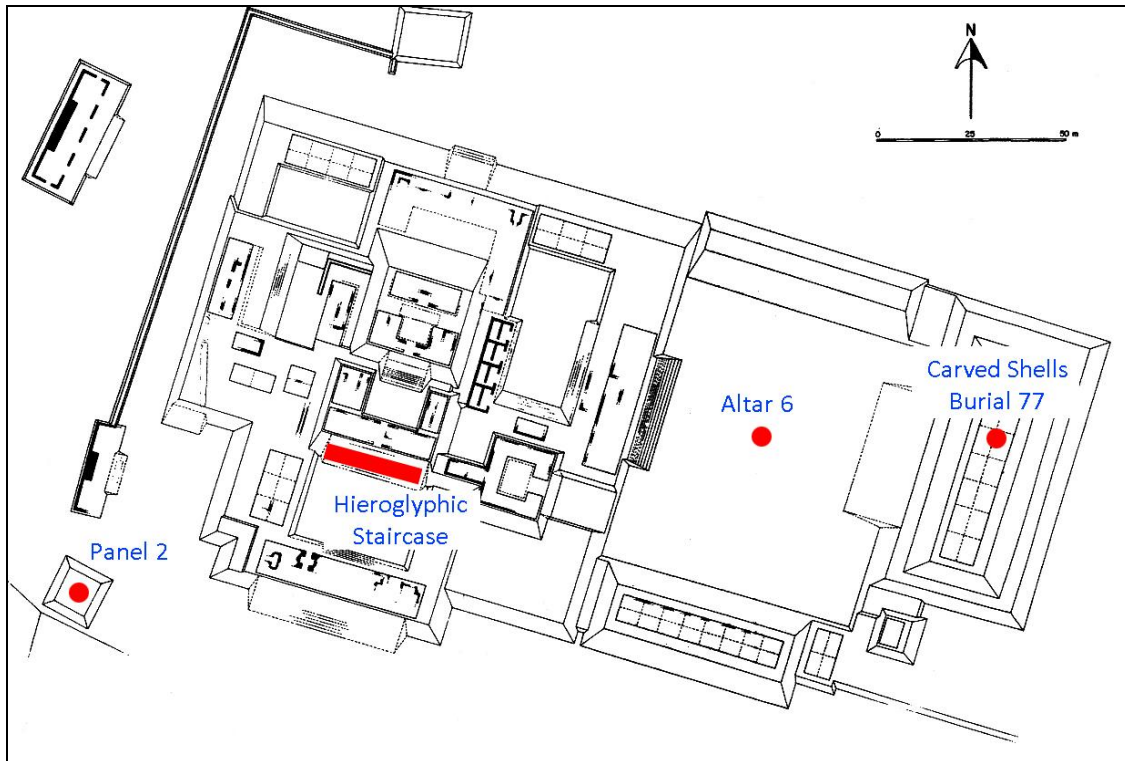 N
0 25 50 m
Carved Shells
Burial 77
Altar 6
Hieroglyphic
Staircase
Panel 2